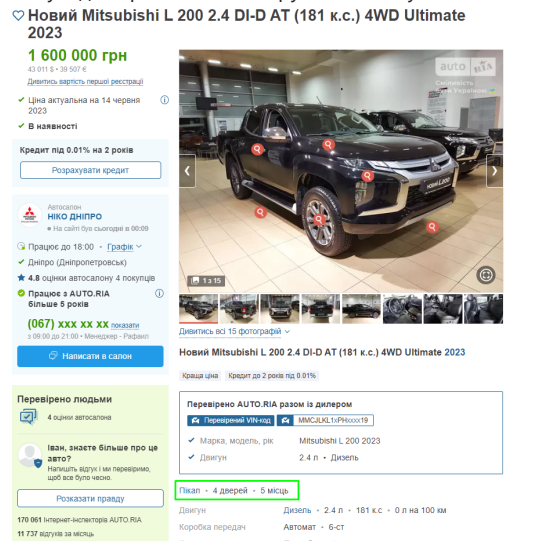 Новий Mitsubishi L 200 2.4 DI-D AT (181 к.с.) 4WD Ultimate
2023
1 600 000 грн
43 011 $ • 39 507 €
Дивитись вартість першої реєстрації
Ціна актуальна на 14 червня
2023
В наявності
Кредит під 0.01% на 2 років
Розрахувати кредит
Автосалон
НІКО ДНІПРО
На сайті був сьогодні в 00:09
Працює до 18:00 • Графік
Дніпро (Дніпропетровськ)
4.8 оцінки автосалону 4 покупців
Працює з AUTO.RIA
більше 5 років
(067) xxx xx xx показати
з 09:00 до 21:00 • Менеджер - Рафаил
Написати в салон
Перевірено людьми
4 оцінки автосалона
Іван, знаєте більше про це
авто?
Напишіть відгук і ми перевіримо,
щоб все було чесно.
Розказати правду
170 061 Інтернет-інспекторів AUTO.RIA
11 737 відгуків за місяць
auto RIA
НОВИЙ L200
1 з 15
Дивитись всі 15 фотографій
Новий Mitsubishi L 200 2.4 DI-D AT (181 к.с.) 4WD Ultimate 2023
Краща ціна
Кредит до 2 років під 0.01%
Перевірено AUTO.RIA разом із дилером
Перевірений VIN-код
MMCJLKL1xPHxxxx19
Марка, модель, рік Mitsubishi L 200 2023
Двигун 2.4 л • Дизель
Пікап • 4 дверей • 5 місць
Двигун Дизель • 2.4 л • 181 к.с • 0 л на 100 км
Коробка передач Автомат • 6-ст